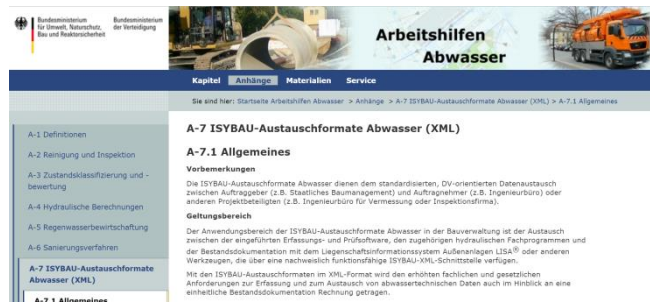 Bundesministerium
für Umwelt, Naturschutz,
Bau und Reaktorsicherheit
Bundesministerium
der Verteidigung
Arbeitshilfen
Abwasser
Kapitel Anhänge Materialien Service
Sie sind hier: Startseite Arbeitshilfen Abwasser > Anhänge > A-7 ISYBAU-Austauschformate Abwasser (XML) > A-7.1 Allgemeines
A-1 Definitionen
A-2 Reinigung und Inspektion
A-3 Zustandsklassifizierung und -
bewertung
A-4 Hydraulische Berechnungen
A-5 Regenwasserbewirtschaftung
A-6 Sanierungsverfahren
A-7 ISYBAU-Austauschformate
Abwasser (XML)
A-7.1 Allgemeines
A-7 ISYBAU-Austauschformate Abwasser (XML)
A-7.1 Allgemeines
Vorbemerkungen
Die ISYBAU-Austauschformate Abwasser dienen dem standardisierten, DV-orientierten Datenaustausch
zwischen Auftraggeber (z.B. Staatliches Baumanagement) und Auftragnehmer (z.B. Ingenieurbüro) oder
anderen Projektbeteiligten (z.B. Ingenieurbüro für Vermessung oder Inspektionsfirma).
Geltungsbereich
Der Anwendungsbereich der ISYBAU-Austauschformate Abwasser in der Bauverwaltung ist der Austausch
zwischen der eingeführten Erfassungs- und Prüfsoftware, den zugehörigen hydraulischen Fachprogrammen und
der Bestandsdokumentation mit dem Liegenschaftsinformationssystem Außenanlagen LISA® oder anderen
Werkzeugen, die über eine nachweislich funktionsfähige ISYBAU-XML-Schnittstelle verfügen.
Mit den ISYBAU-Austauschformaten im XML-Format wird den erhöhten fachlichen und gesetzlichen
Anforderungen zur Erfassung und zum Austausch von abwassertechnischen Daten auch im Hinblick an eine
einheitliche Bestandsdokumentation Rechnung getragen.